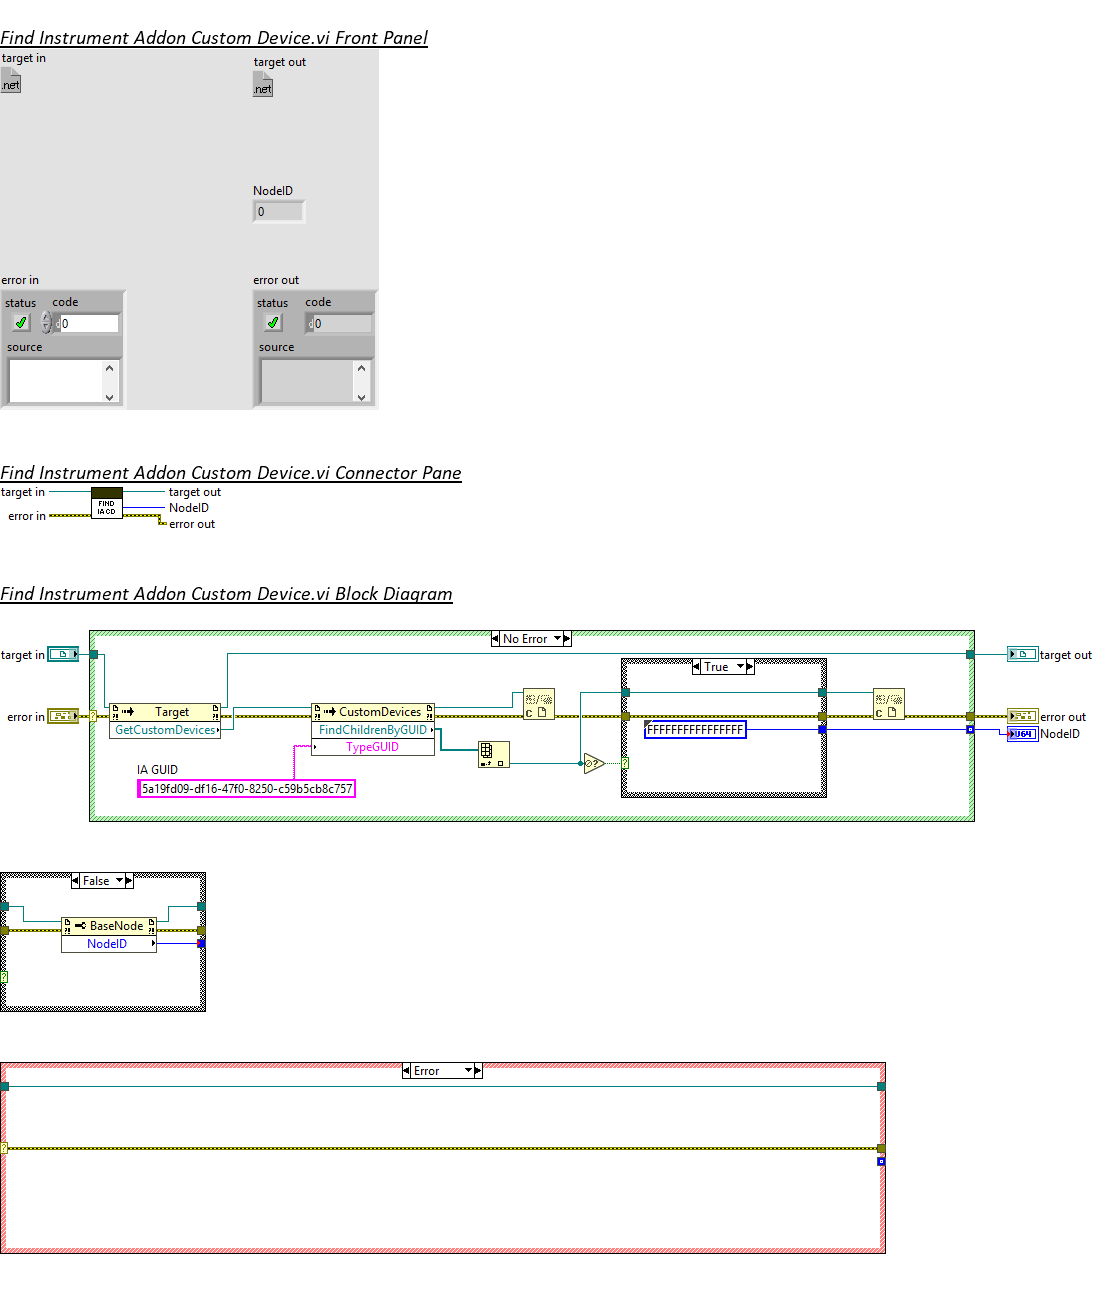 Find Instrument Addon Custom Device.vi Front Panel
target in
target out
.net
.net
NodeID
0
error in
error out
status code
status code
0
0
source
source
Find Instrument Addon Custom Device.vi Connector Pane
target in
target out
FIND
IA CD
NodeID
error in
error out
Find Instrument Addon Custom Device.vi Block Diagram
No Error
target in
target out
True
error in
Target
CustomDevices
error out
GetCustomDevices
FindChildrenByGUID
FFFFFFFFFFFFFFFF
U64
NodeID
TypeGUID
IA GUID
5a19fd09-df16-47f0-8250-c59b5cb8c757
False
BaseNode
NodeID
Error